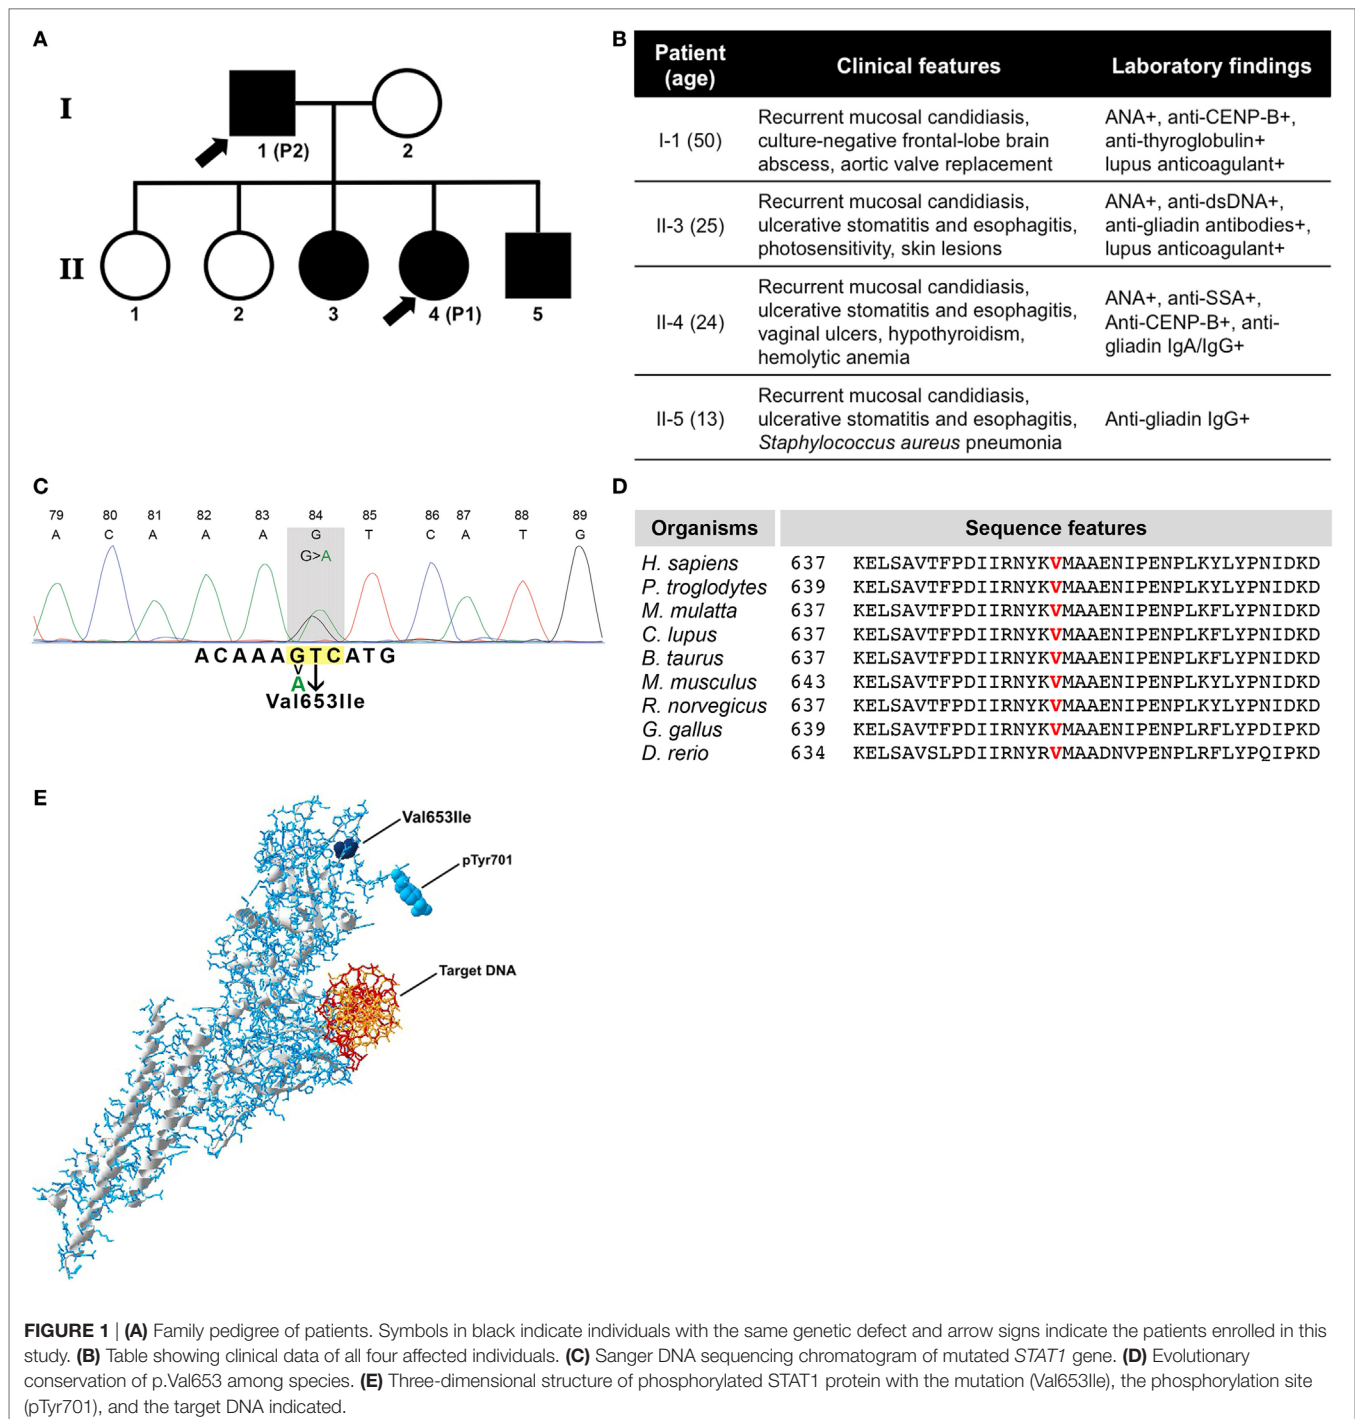 A
I
1 (P2)
2
II
1
2
3
4 (P1)
5
B
Patient (age) Clinical features Laboratory findings
I-1 (50)
Recurrent mucosal candidiasis,
culture-negative frontal-lobe brain
abscess, aortic valve replacement
ANA+, anti-CENP-B+,
anti-thyroglobulin+
lupus anticoagulant+
II-3 (25)
Recurrent mucosal candidiasis,
ulcerative stomatitis and esophagitis,
photosensitivity, skin lesions
ANA+, anti-dsDNA+,
anti-gliadin antibodies+,
lupus anticoagulant+
II-4 (24)
Recurrent mucosal candidiasis,
ulcerative stomatitis and esophagitis,
vaginal ulcers, hypothyroidism,
hemolytic anemia
ANA+, anti-SSA+,
Anti-CENP-B+, anti-
gliadin IgA/IgG+
II-5 (13)
Recurrent mucosal candidiasis,
ulcerative stomatitis and esophagitis,
Staphylococcus aureus pneumonia
Anti-gliadin IgG+
C
79 80 81 82 83 84 85 86 87 88 89
A C A A A G T C A T G
G>A
ACAAAGTCATG
V
A
Val653Ile
D
Organisms Sequence features
H. sapiens 637 KELSAVTFPDIIRNYKVMAAENIPENPLKYLYPNIDKD
P. troglodytes 639 KELSAVTFPDIIRNYKVMAAENIPENPLKYLYPNIDKD
M. mulatta 637 KELSAVTFPDIIRNYKVMAAENIPENPLKFLYPNIDKD
C. lupus 637 KELSAVTFPDIIRNYKVMAAENIPENPLKFLYPNIDKD
B. taurus 637 KELSAVTFPDIIRNYKVMAAENIPENPLKFLYPNIDKD
M. musculus 643 KELSAVTFPDIIRNYKVMAAENIPENPLKYLYPNIDKD
R. norvegicus 637 KELSAVTFPDIIRNYKVMAAENIPENPLKFLYPNIDKD
G. gallus 639 KELSAVTFPDIIRNYKVMAAENIPENPLRFLYPDIPKD
D. rerio 634 KELSAVSLPDIIRNYRVMAADNVPENPLRFLYPQIPKD
E
Val653Ile
pTyr701
Target DNA
FIGURE 1 | (A) Family pedigree of patients. Symbols in black indicate individuals with the same genetic defect and arrow signs indicate the patients enrolled in this
study. (B) Table showing clinical data of all four affected individuals. (C) Sanger DNA sequencing chromatogram of mutated STAT1 gene. (D) Evolutionary
conservation of p.Val653 among species. (E) Three-dimensional structure of phosphorylated STAT1 protein with the mutation (Val653Ile), the phosphorylation site
(pTyr701), and the target DNA indicated.